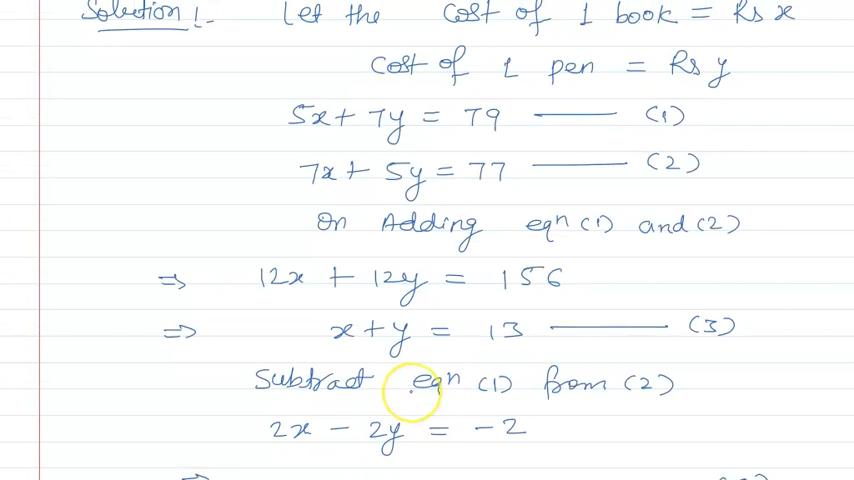 Solution:-
Let the cost of 1 book = Rs x
Cost of 1 pen = Rs y
5x + 7y = 79 —— (1)
7x + 5y = 77 —— (2)
On Adding eqn (1) and (2)
⇒ 12x + 12y = 156
⇒ x + y = 13 —— (3)
Subtract eqn (1) from (2)
2x - 2y = -2